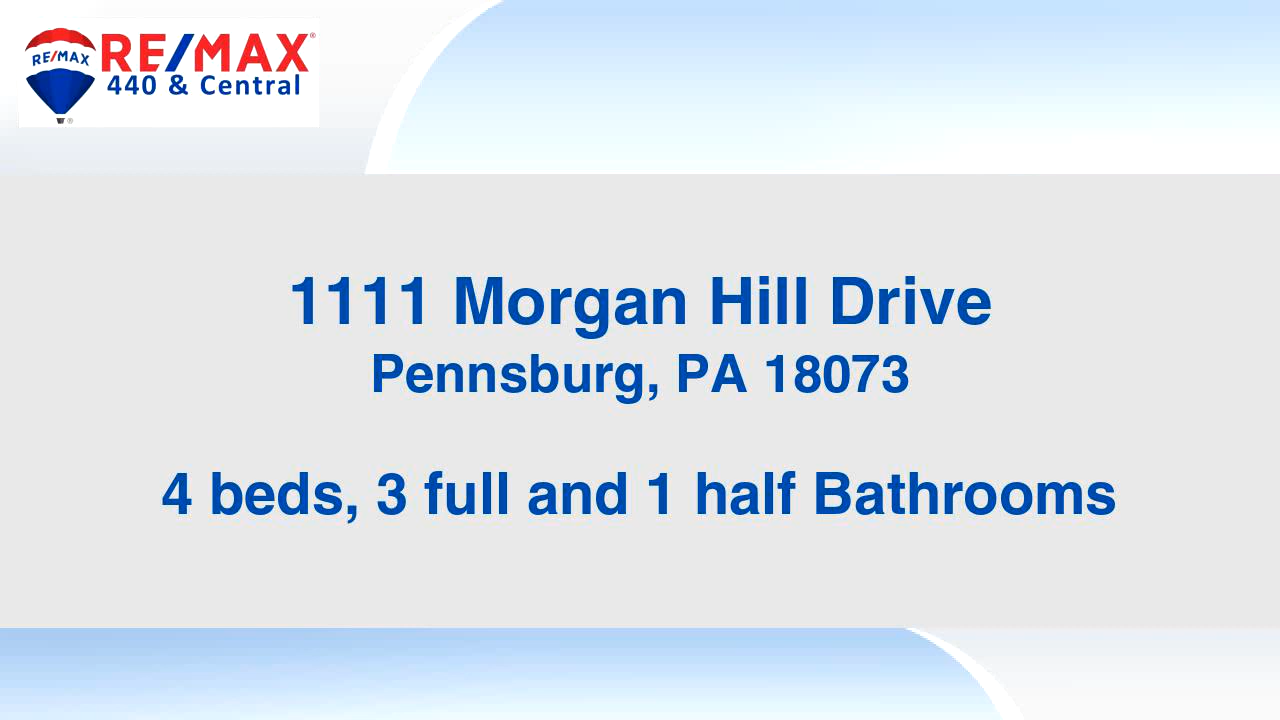 RE/MAX
RE/MAX®
440 & Central
®
1111 Morgan Hill Drive
Pennsburg, PA 18073
4 beds, 3 full and 1 half Bathrooms